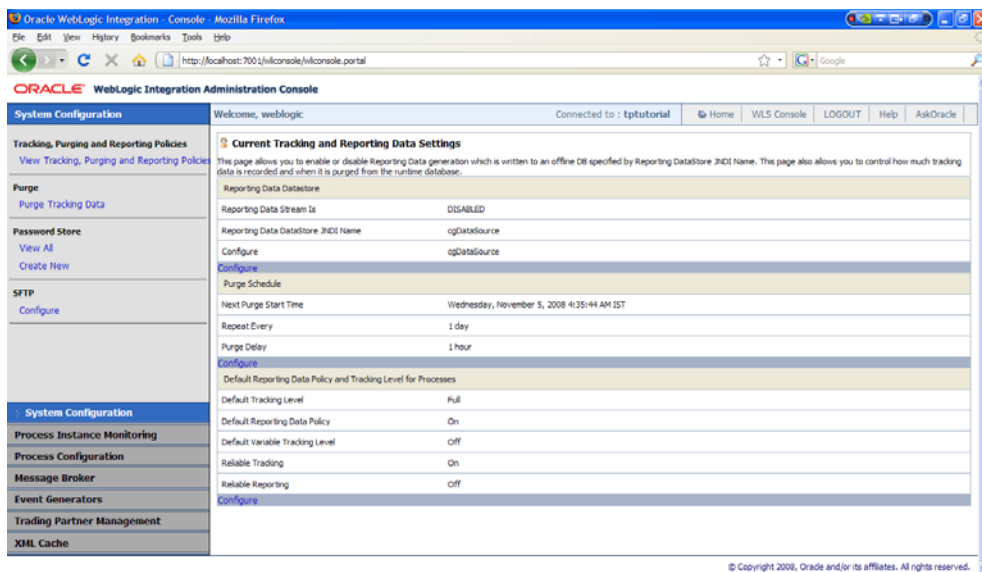 Oracle WebLogic Integration - Console - Mozilla Firefox
File Edit View History Bookmarks Tools Help
http://localhost:7001/wliconsole/wliconsole.portal
Google
ORACLE WebLogic Integration Administration Console
System Configuration
Welcome, weblogic
Connected to : tptutorial
Home
WLS Console
LOGOUT
Help
AskOracle
Tracking, Purging and Reporting Policies
View Tracking, Purging and Reporting Policies
Purge
Purge Tracking Data
Password Store
View All
Create New
SFTP
Configure
System Configuration
Process Instance Monitoring
Process Configuration
Message Broker
Event Generators
Trading Partner Management
XML Cache
Current Tracking and Reporting Data Settings
This page allows you to enable or disable Reporting Data generation which is written to an offline DB specified by Reporting DataStore JNDI Name. This page also allows you to control how much tracking
data is recorded and when it is purged from the runtime database.
Reporting Data Datastore
Reporting Data Stream Is DISABLED
Reporting Data DataStore JNDI Name cgDataSource
Configure cgDataSource
Configure
Purge Schedule
Next Purge Start Time Wednesday, November 5, 2008 4:35:44 AM IST
Repeat Every 1 day
Purge Delay 1 hour
Configure
Default Reporting Data Policy and Tracking Level for Processes
Default Tracking Level Full
Default Reporting Data Policy On
Default Variable Tracking Level Off
Reliable Tracking On
Reliable Reporting Off
Configure
© Copyright 2008, Oracle and/or its affiliates. All rights reserved.